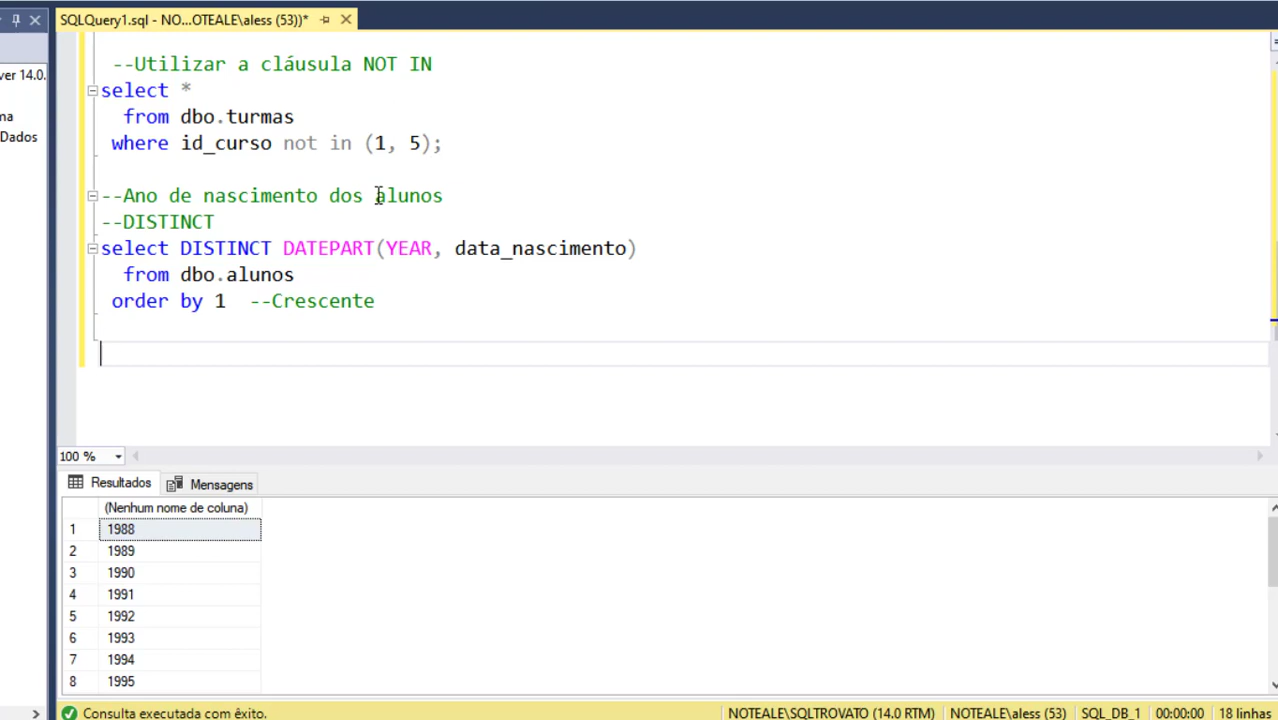 SQLQuery1.sql - NO...OTEALE\aless (53))*
ver 14.0.
ma
Dados
--Utilizar a cláusula NOT IN
select *
from dbo.turmas
where id_curso not in (1, 5);
--Ano de nascimento dos alunos
--DISTINCT
select DISTINCT DATEPART(YEAR, data_nascimento)
from dbo.alunos
order by 1 --Crescente
100 %
Resultados Mensagens
(Nenhum nome de coluna)
1 1988
2 1989
3 1990
4 1991
5 1992
6 1993
7 1994
8 1995
Consulta executada com êxito. NOTEALE\SQLTROVATO (14.0 RTM) NOTEALE\aless (53) SQL_DB_1 00:00:00 18 linhas